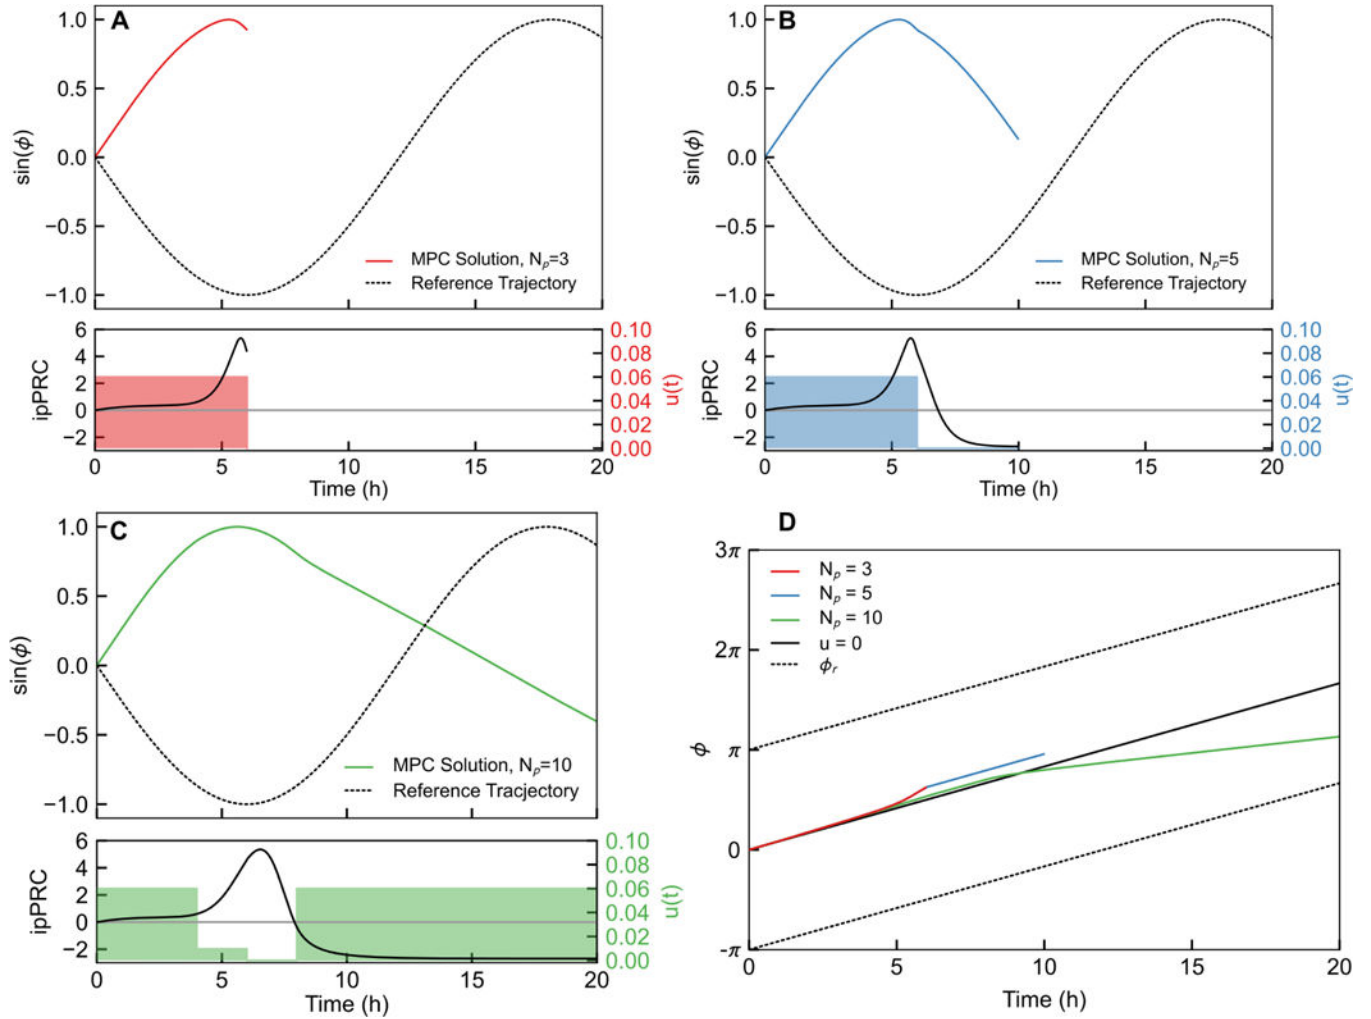 A
1.0
0.5
0.0
−0.5
−1.0
sin(ϕ)
MPC Solution, Nₚ=3
Reference Trajectory
6
4
2
0
−2
ipPRC
0.10
0.08
0.06
0.04
0.02
0.00
u(t)
0 5 10 15 20
Time (h)
B
1.0
0.5
0.0
−0.5
−1.0
sin(ϕ)
MPC Solution, Nₚ=5
Reference Trajectory
6
4
2
0
−2
ipPRC
0.10
0.08
0.06
0.04
0.02
0.00
u(t)
0 5 10 15 20
Time (h)
C
1.0
0.5
0.0
−0.5
−1.0
sin(ϕ)
MPC Solution, Nₚ=10
Reference Tracjectory
6
4
2
0
−2
ipPRC
0.10
0.08
0.06
0.04
0.02
0.00
u(t)
0 5 10 15 20
Time (h)
D
3π
2π
π
0
-π
ϕ
Nₚ = 3
Nₚ = 5
Nₚ = 10
u = 0
ϕᵣ
0 5 10 15 20
Time (h)